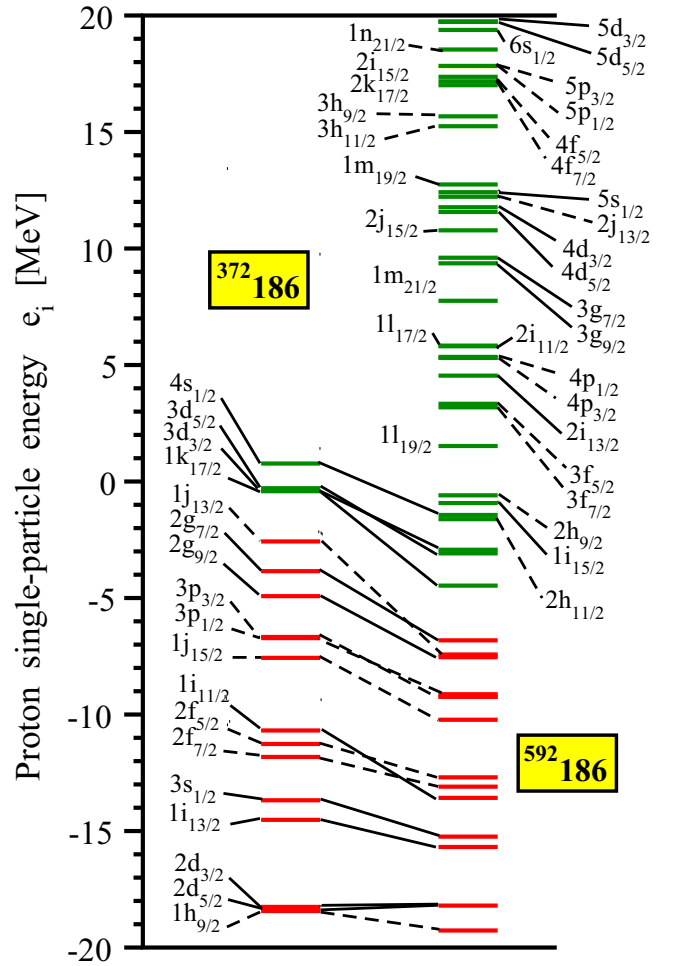 Proton single-particle energy e_i [MeV]
20
15
10
5
0
-5
-10
-15
-20
372 186
592 186
4s1/2
3d5/2
3d3/2
1k17/2
1j13/2
2g7/2
2g9/2
3p3/2
3p1/2
1j15/2
1i11/2
2f5/2
2f7/2
3s1/2
1i13/2
2d3/2
2d5/2
1h9/2
1n21/2
2i15/2
2k17/2
3h9/2
3h11/2
1m19/2
2j15/2
1m21/2
1l17/2
1l19/2
5d3/2
5d5/2
6s1/2
5p3/2
5p1/2
4f5/2
4f7/2
5s1/2
2j13/2
4d3/2
4d5/2
3g7/2
3g9/2
2i11/2
4p1/2
4p3/2
2i13/2
3f5/2
3f7/2
2h9/2
1i15/2
2h11/2